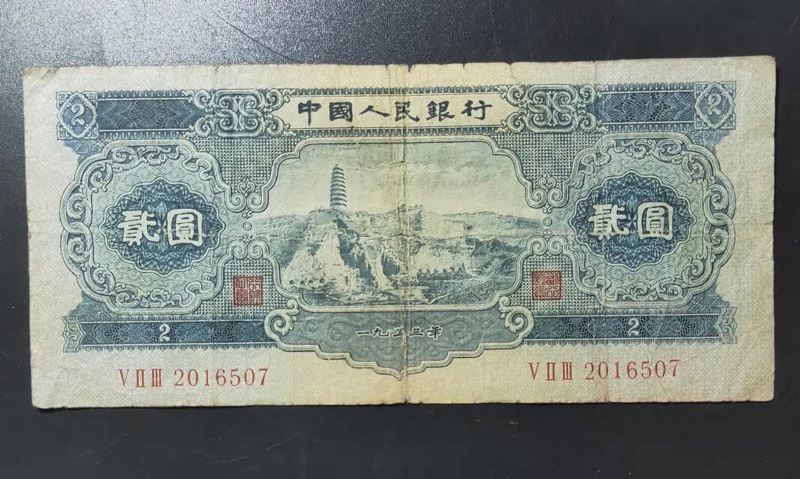 2 中國人民銀行 2
貳圓 貳圓
2 一九五三年 2
VⅡⅢ 2016507 VⅡⅢ 2016507